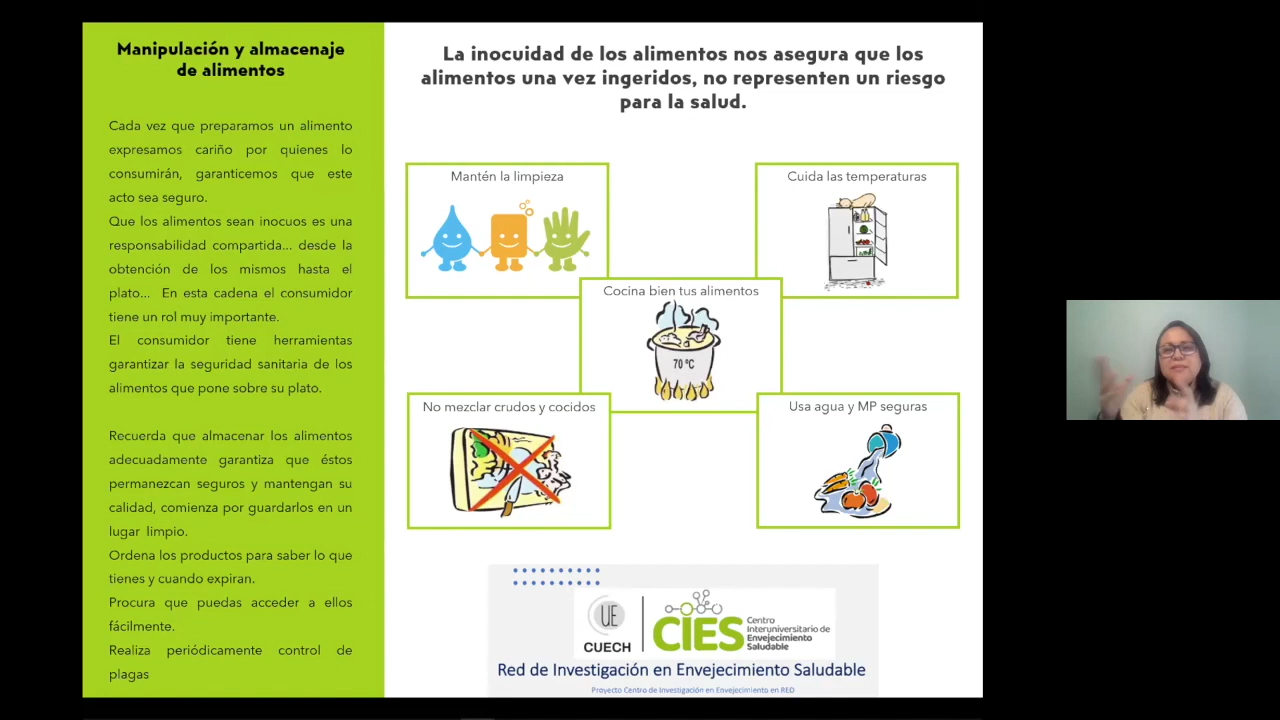 Manipulación y almacenaje
de alimentos
Cada vez que preparamos un alimento
expresamos cariño por quienes lo
consumirán, garanticemos que este
acto sea seguro.
Que los alimentos sean inocuos es una
responsabilidad compartida... desde la
obtención de los mismos hasta el
plato... En esta cadena el consumidor
tiene un rol muy importante.
El consumidor tiene herramientas
garantizar la seguridad sanitaria de los
alimentos que pone sobre su plato.
Recuerda que almacenar los alimentos
adecuadamente garantiza que éstos
permanezcan seguros y mantengan su
calidad, comienza por guardarlos en un
lugar limpio.
Ordena los productos para saber lo que
tienes y cuando expiran.
Procura que puedas acceder a ellos
fácilmente.
Realiza periódicamente control de
plagas
La inocuidad de los alimentos nos asegura que los
alimentos una vez ingeridos, no representen un riesgo
para la salud.
Mantén la limpieza
Cuida las temperaturas
Cocina bien tus alimentos
70 ºC
No mezclar crudos y cocidos
Usa agua y MP seguras
UE
CUECH
CIES
Centro
Interuniversitario de
Envejecimiento
Saludable
Red de Investigación en Envejecimiento Saludable
Proyecto Centro de Investigación en Envejecimiento en RED